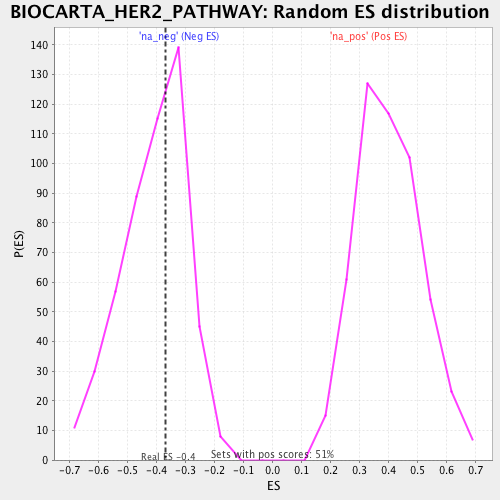 BIOCARTA_HER2_PATHWAY: Random ES distribution
'na_neg' (Neg ES)
'na_pos' (Pos ES)
140
130
120
110
100
90
80
70
60
50
40
30
20
10
0
P(ES)
Real ES -0.4
Sets with pos scores: 51%
-0.7 -0.6 -0.5 -0.4 -0.3 -0.2 -0.1 0.0 0.1 0.2 0.3 0.4 0.5 0.6 0.7
ES